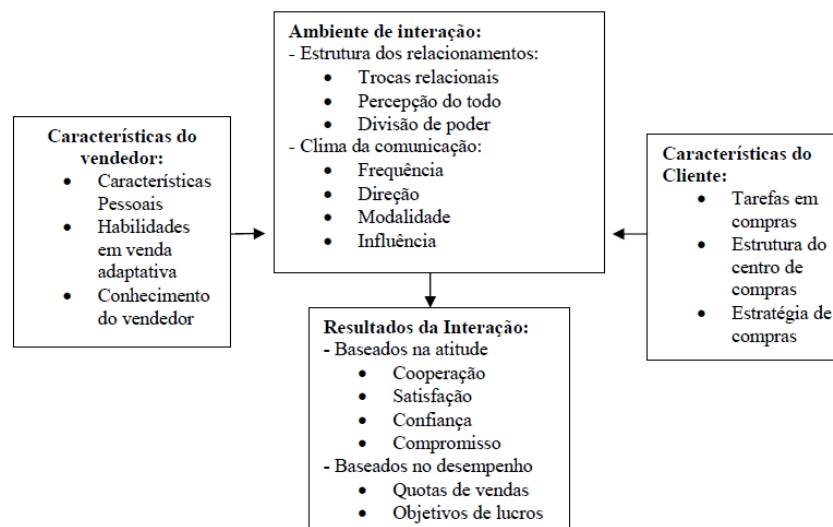 Ambiente de interação:
- Estrutura dos relacionamentos:
• Trocas relacionais
• Percepção do todo
• Divisão de poder
- Clima da comunicação:
• Frequência
• Direção
• Modalidade
• Influência
Características do
vendedor:
• Características
Pessoais
• Habilidades
em venda
adaptativa
• Conhecimento
do vendedor
Características do
Cliente:
• Tarefas em
compras
• Estrutura do
centro de
compras
• Estratégia de
compras
Resultados da Interação:
- Baseados na atitude
• Cooperação
• Satisfação
• Confiança
• Compromisso
- Baseados no desempenho
• Quotas de vendas
• Objetivos de lucros